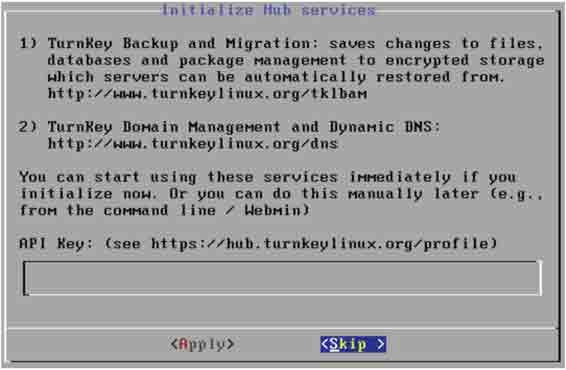 Initialize Hub services
1) TurnKey Backup and Migration: saves changes to files,
databases and package management to encrypted storage
which servers can be automatically restored from.
http://www.turnkeylinux.org/tklbam
2) TurnKey Domain Management and Dynamic DNS:
http://www.turnkeylinux.org/dns
You can start using these services immediately if you
initialize now. Or you can do this manually later (e.g.,
from the command line / Webmin)
API Key: (see https://hub.turnkeylinux.org/profile)
<Apply> <Skip >